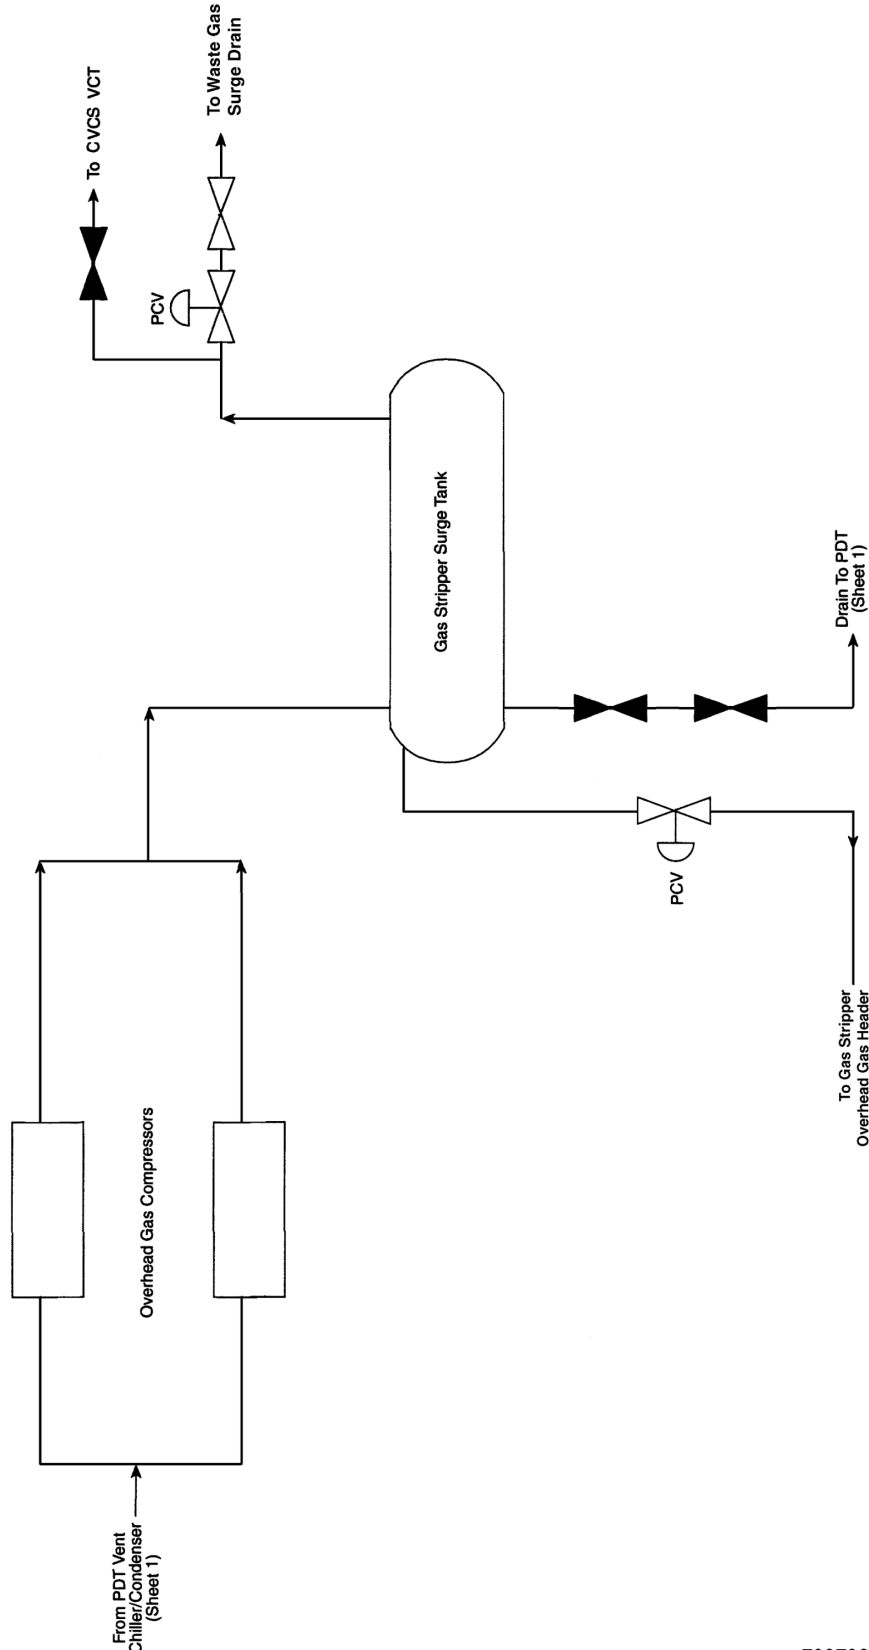 From PDT Vent
Chiller/Condenser
(Sheet 1)
Overhead Gas Compressors
To CVCS VCT
PCV
To Waste Gas
Surge Drain
Gas Stripper Surge Tank
PCV
Drain To PDT
(Sheet 1)
To Gas Stripper
Overhead Gas Header